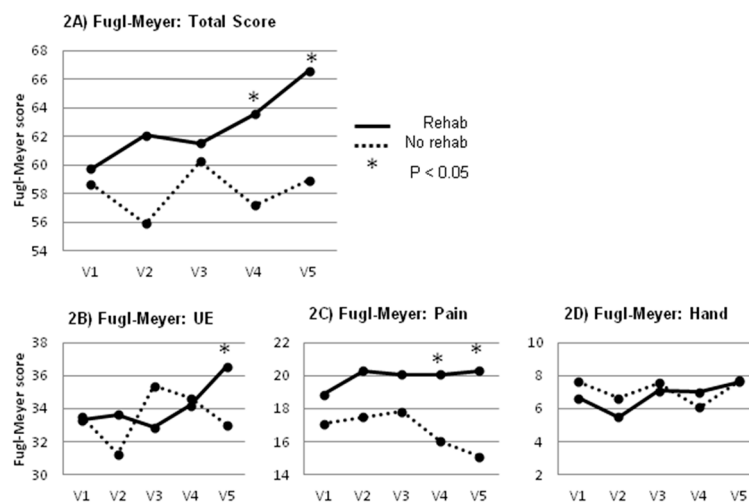 2A) Fugl-Meyer: Total Score
68
66
64
62
60
58
56
54
Fugl-Meyer score
* *
V1 V2 V3 V4 V5
Rehab
No rehab
* P < 0.05
2B) Fugl-Meyer: UE
38
36
34
32
30
Fugl-Meyer score
*
V1 V2 V3 V4 V5
2C) Fugl-Meyer: Pain
22
20
18
16
14
* *
V1 V2 V3 V4 V5
2D) Fugl-Meyer: Hand
10
8
6
4
2
V1 V2 V3 V4 V5